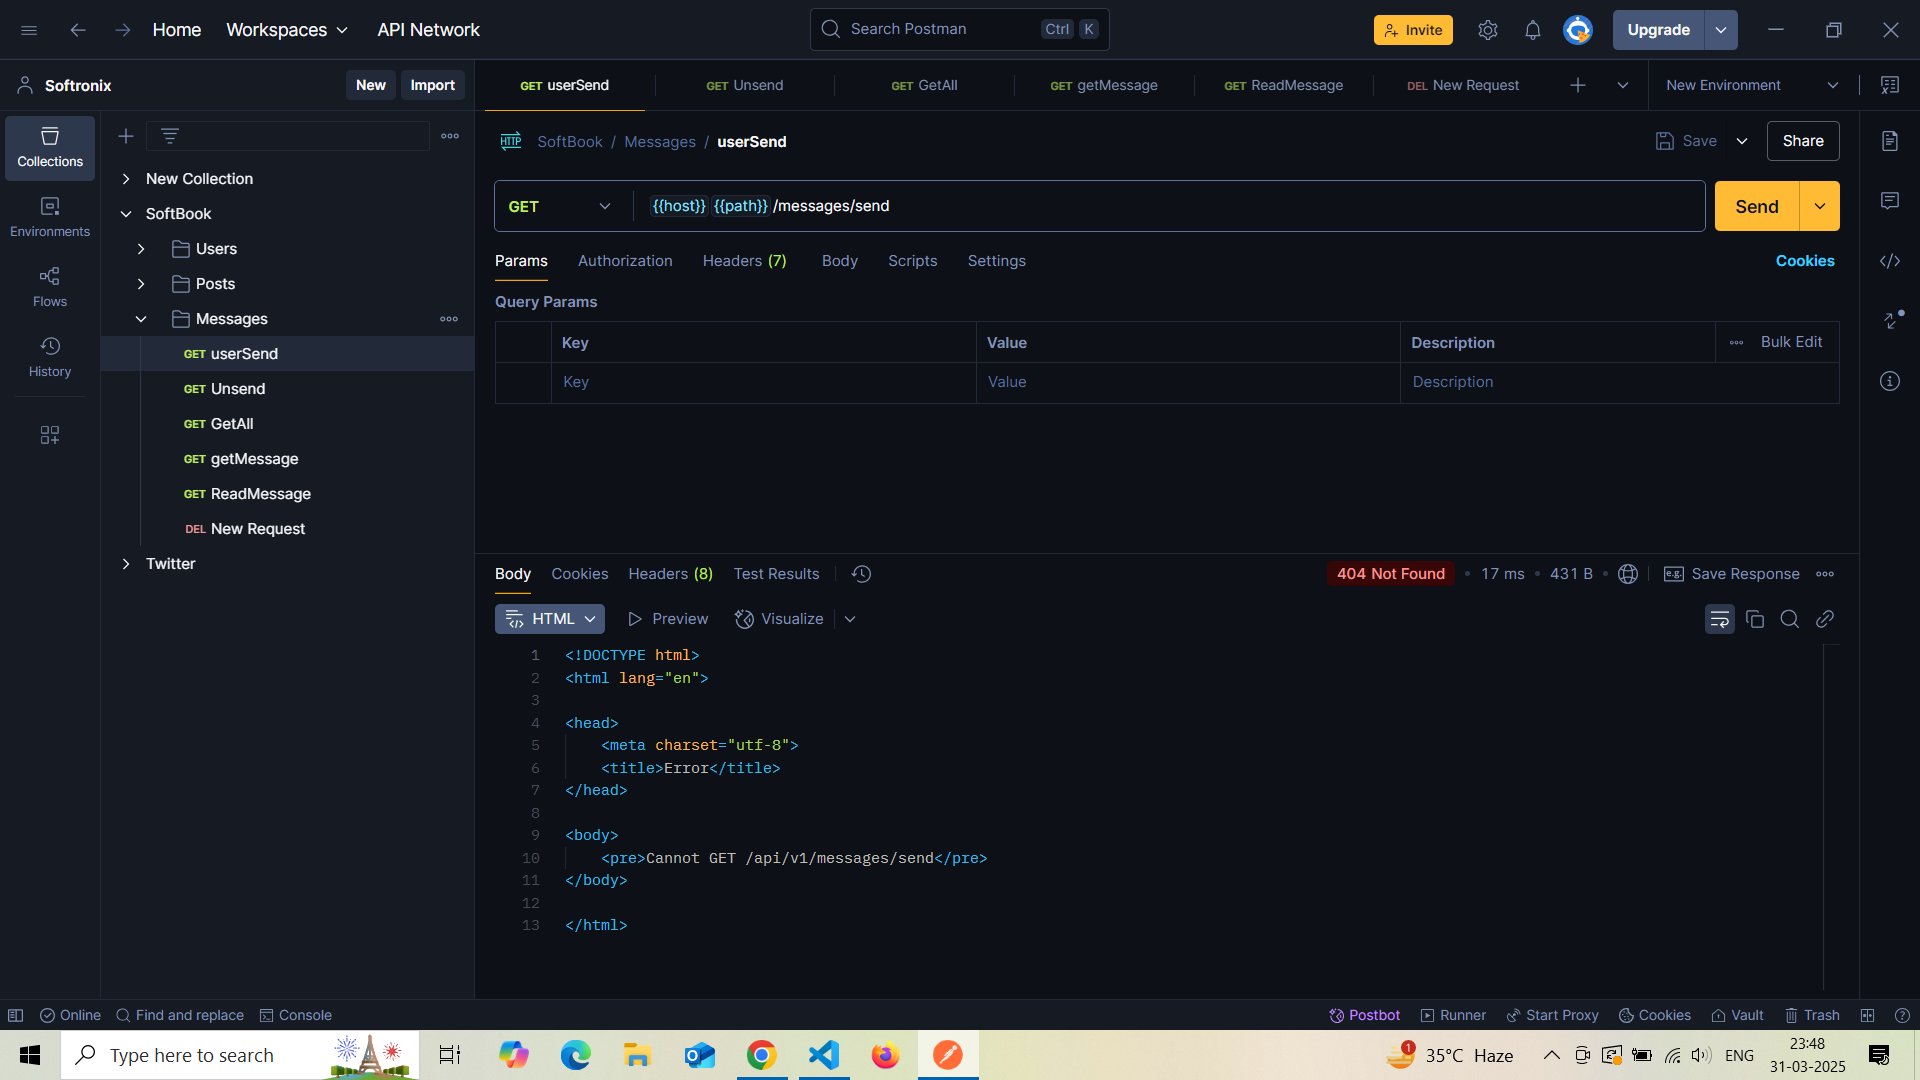 Home Workspaces API Network Search Postman Ctrl K Invite Upgrade
Softronix New Import GET userSend GET Unsend GET GetAll GET getMessage GET ReadMessage DEL New Request New Environment
Collections
Environments
Flows
History
New Collection
SoftBook
Users
Posts
Messages
GET userSend
GET Unsend
GET GetAll
GET getMessage
GET ReadMessage
DEL New Request
Twitter
HTTP SoftBook / Messages / userSend Save Share
GET {{host}} {{path}} /messages/send Send
Params Authorization Headers (7) Body Scripts Settings Cookies
Query Params
Key Value Description Bulk Edit
Key Value Description
Body Cookies Headers (8) Test Results 404 Not Found • 17 ms • 431 B • e.g. Save Response
HTML Preview Visualize
1 <!DOCTYPE html>
2 <html lang="en">
3
4 <head>
5 <meta charset="utf-8">
6 <title>Error</title>
7 </head>
8
9 <body>
10 <pre>Cannot GET /api/v1/messages/send</pre>
11 </body>
12
13 </html>
Online Find and replace Console Postbot Runner Start Proxy Cookies Vault Trash
Type here to search 1 35°C Haze ENG 23:48
31-03-2025